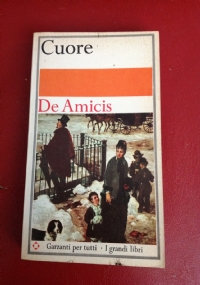 Cuore
De Amicis
Garzanti per tutti · I grandi libri